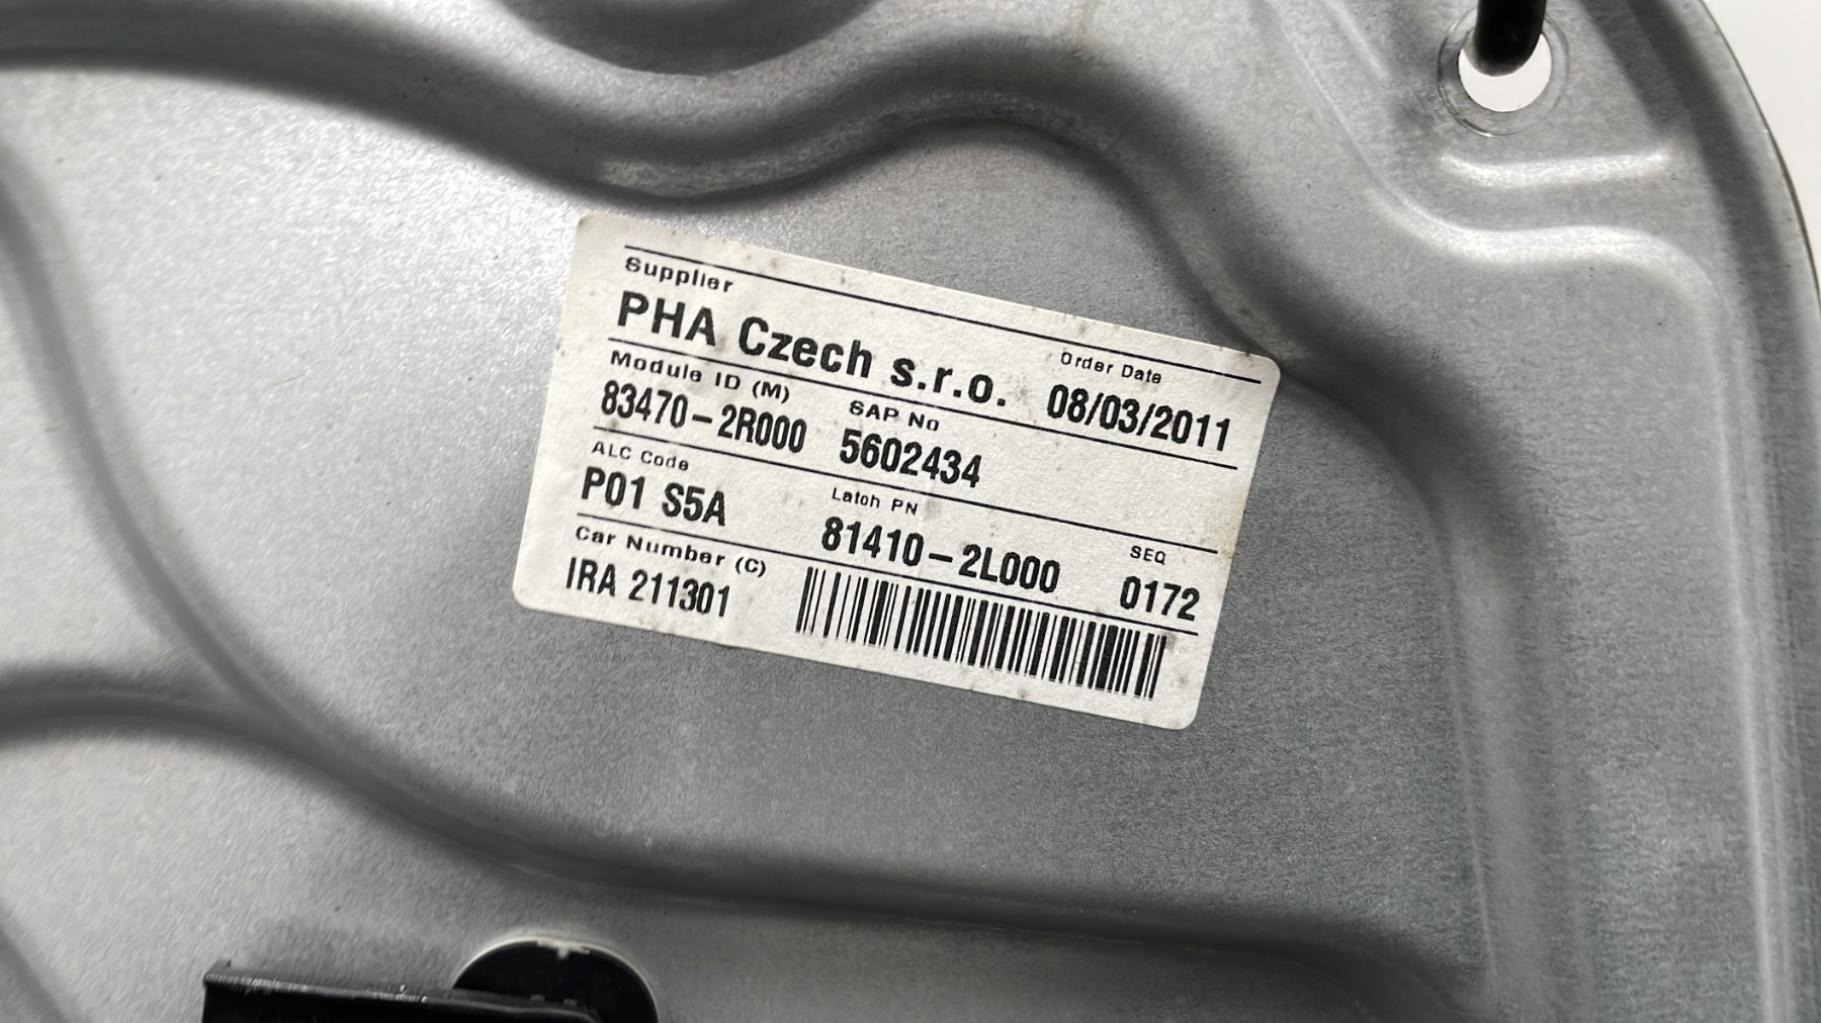 Supplier
PHA Czech s.r.o.
Order Date
08/03/2011
Module ID (M)
83470-2R000
SAP No
5602434
ALC Code
P01 S5A
Latch PN
81410-2L000
SEQ
0172
Car Number (C)
IRA 211301